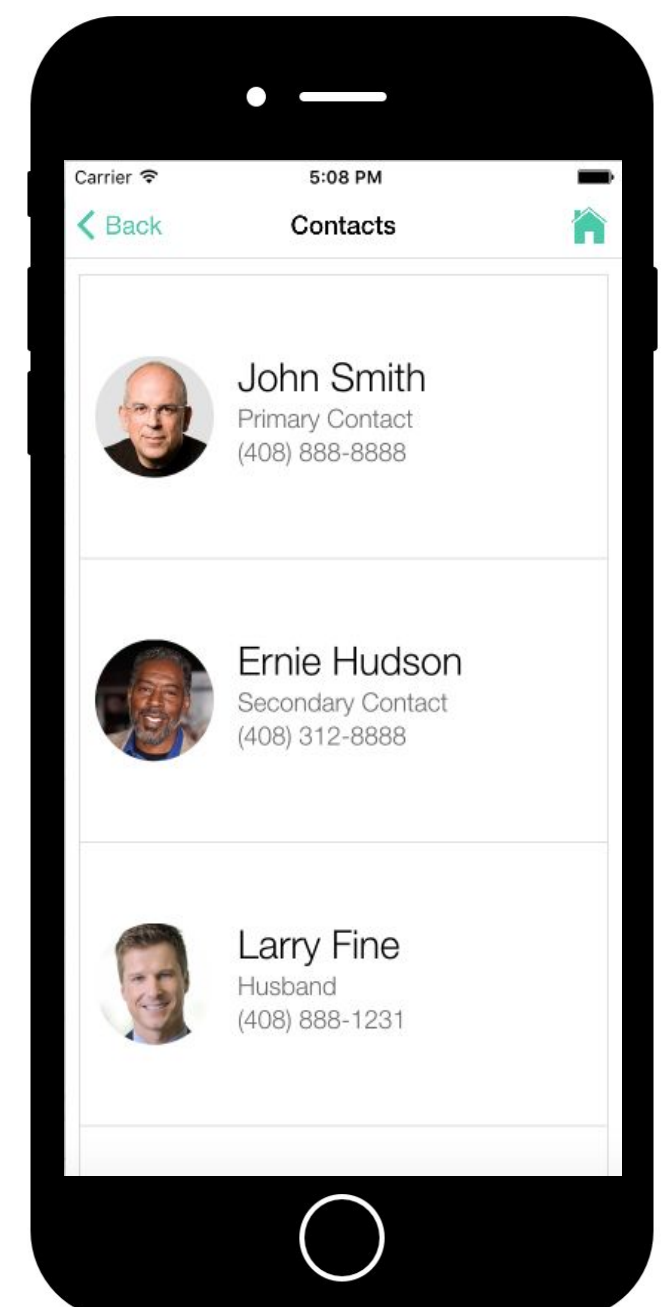 Carrier
5:08 PM
Back
Contacts
John Smith
Primary Contact
(408) 888-8888
Ernie Hudson
Secondary Contact
(408) 312-8888
Larry Fine
Husband
(408) 888-1231